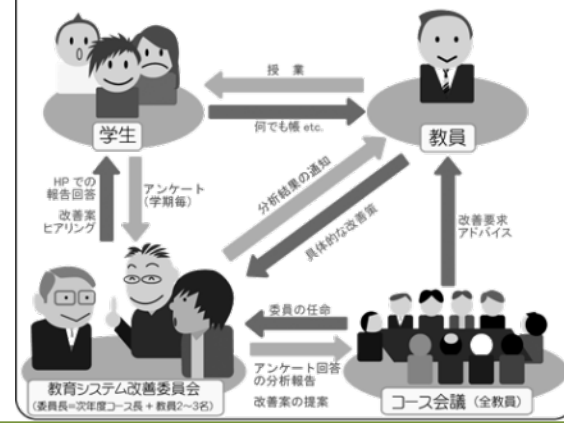 授 業
学生
何でも帳 etc.
教員
HPでの
報告回答
改善案
ヒアリング
アンケート
(学期毎)
分析結果の通知
具体的な改善策
改善要求
アドバイス
委員の任命
アンケート回答
の分析報告
改善案の提案
教育システム改善委員会
(委員長=次年度コース長 + 教員2~3名)
コース会議 (全教員)